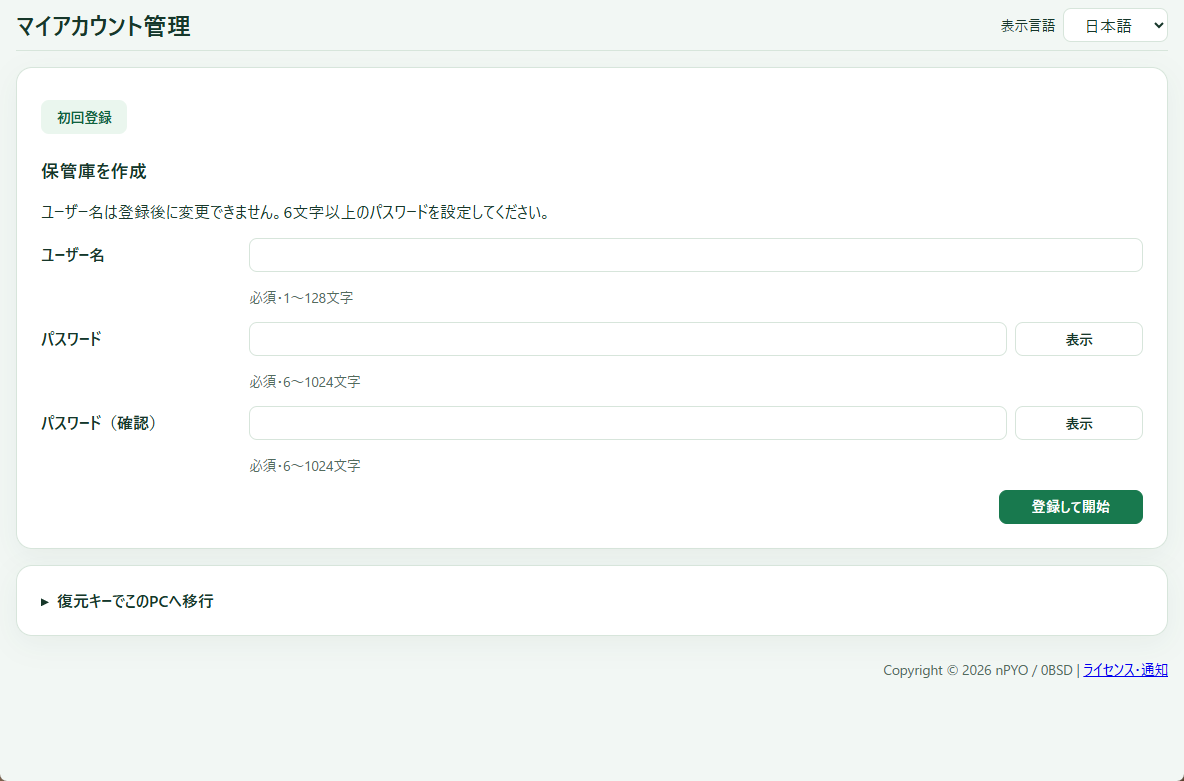 マイアカウント管理
表示言語 日本語
初回登録
保管庫を作成
ユーザー名は登録後に変更できません。6文字以上のパスワードを設定してください。
ユーザー名
必須・1～128文字
パスワード 表示
必須・6～1024文字
パスワード（確認） 表示
必須・6～1024文字
登録して開始
▶ 復元キーでこのPCへ移行
Copyright © 2026 nPYO / 0BSD | ライセンス・通知